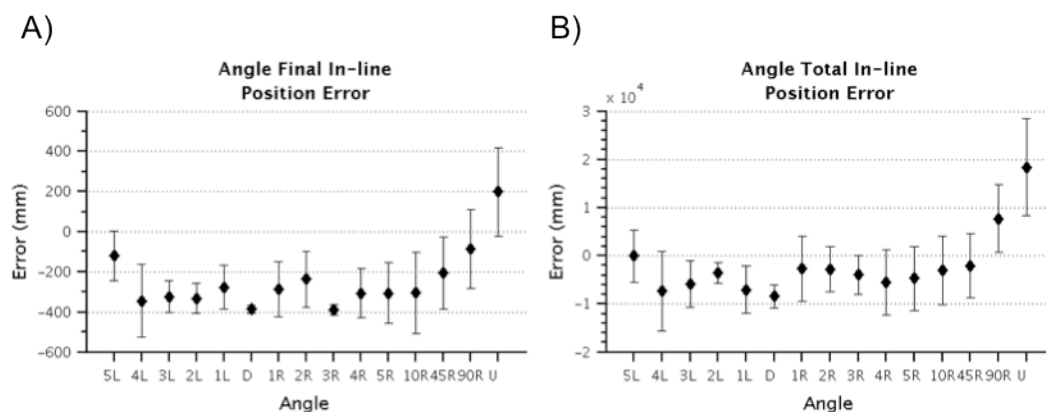 A)
Angle Final In-line
Position Error
600
400
200
0
-200
-400
-600
Error (mm)
5L 4L 3L 2L 1L D 1R 2R 3R 4R 5R 10R 45R 90R U
Angle
B)
Angle Total In-line
Position Error
x 10^4
3
2
1
0
-1
-2
Error (mm)
5L 4L 3L 2L 1L D 1R 2R 3R 4R 5R 10R 45R 90R U
Angle